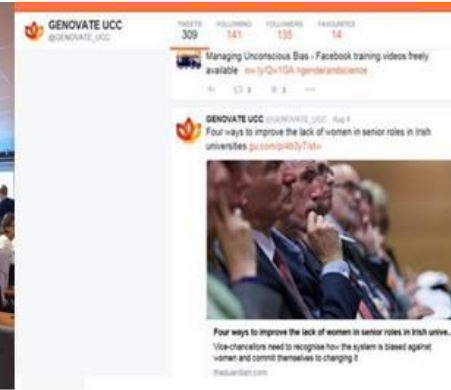 GENOVATE UCC
@GENOVATE_UCC
TWEETS FOLLOWING FOLLOWERS FAVOURITES
309 141 135 14
Managing Unconscious Bias - Facebook training videos freely
available
GENOVATE UCC @GENOVATE_UCC · Aug 4
Four ways to improve the lack of women in senior roles in Irish
universities
Four ways to improve the lack of women in senior roles in Irish unive...
Vice-chancellors need to recognise how the system is biased against
women and commit themselves to changing it
theguardian.com